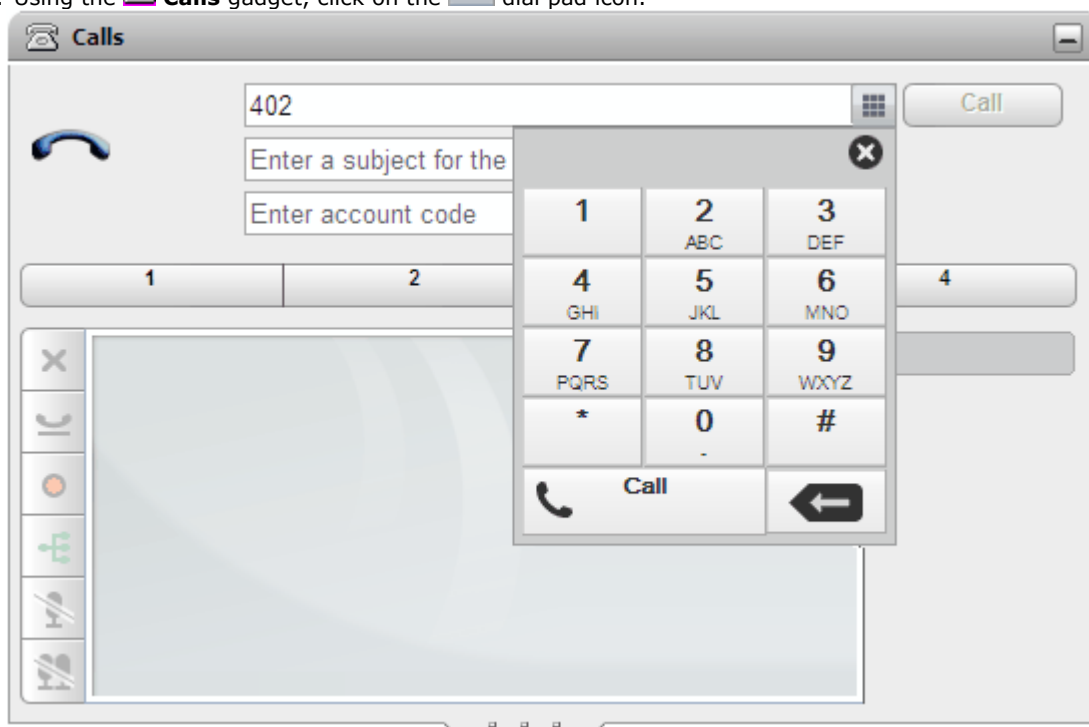 Using the Calls gadget, click on the dial pad icon.
Calls
402
Call
Enter a subject for the
Enter account code
1 2 3
ABC DEF
4 5 6
GHI JKL MNO
7 8 9
PQRS TUV WXYZ
* 0 #
-
Call
1 2 4